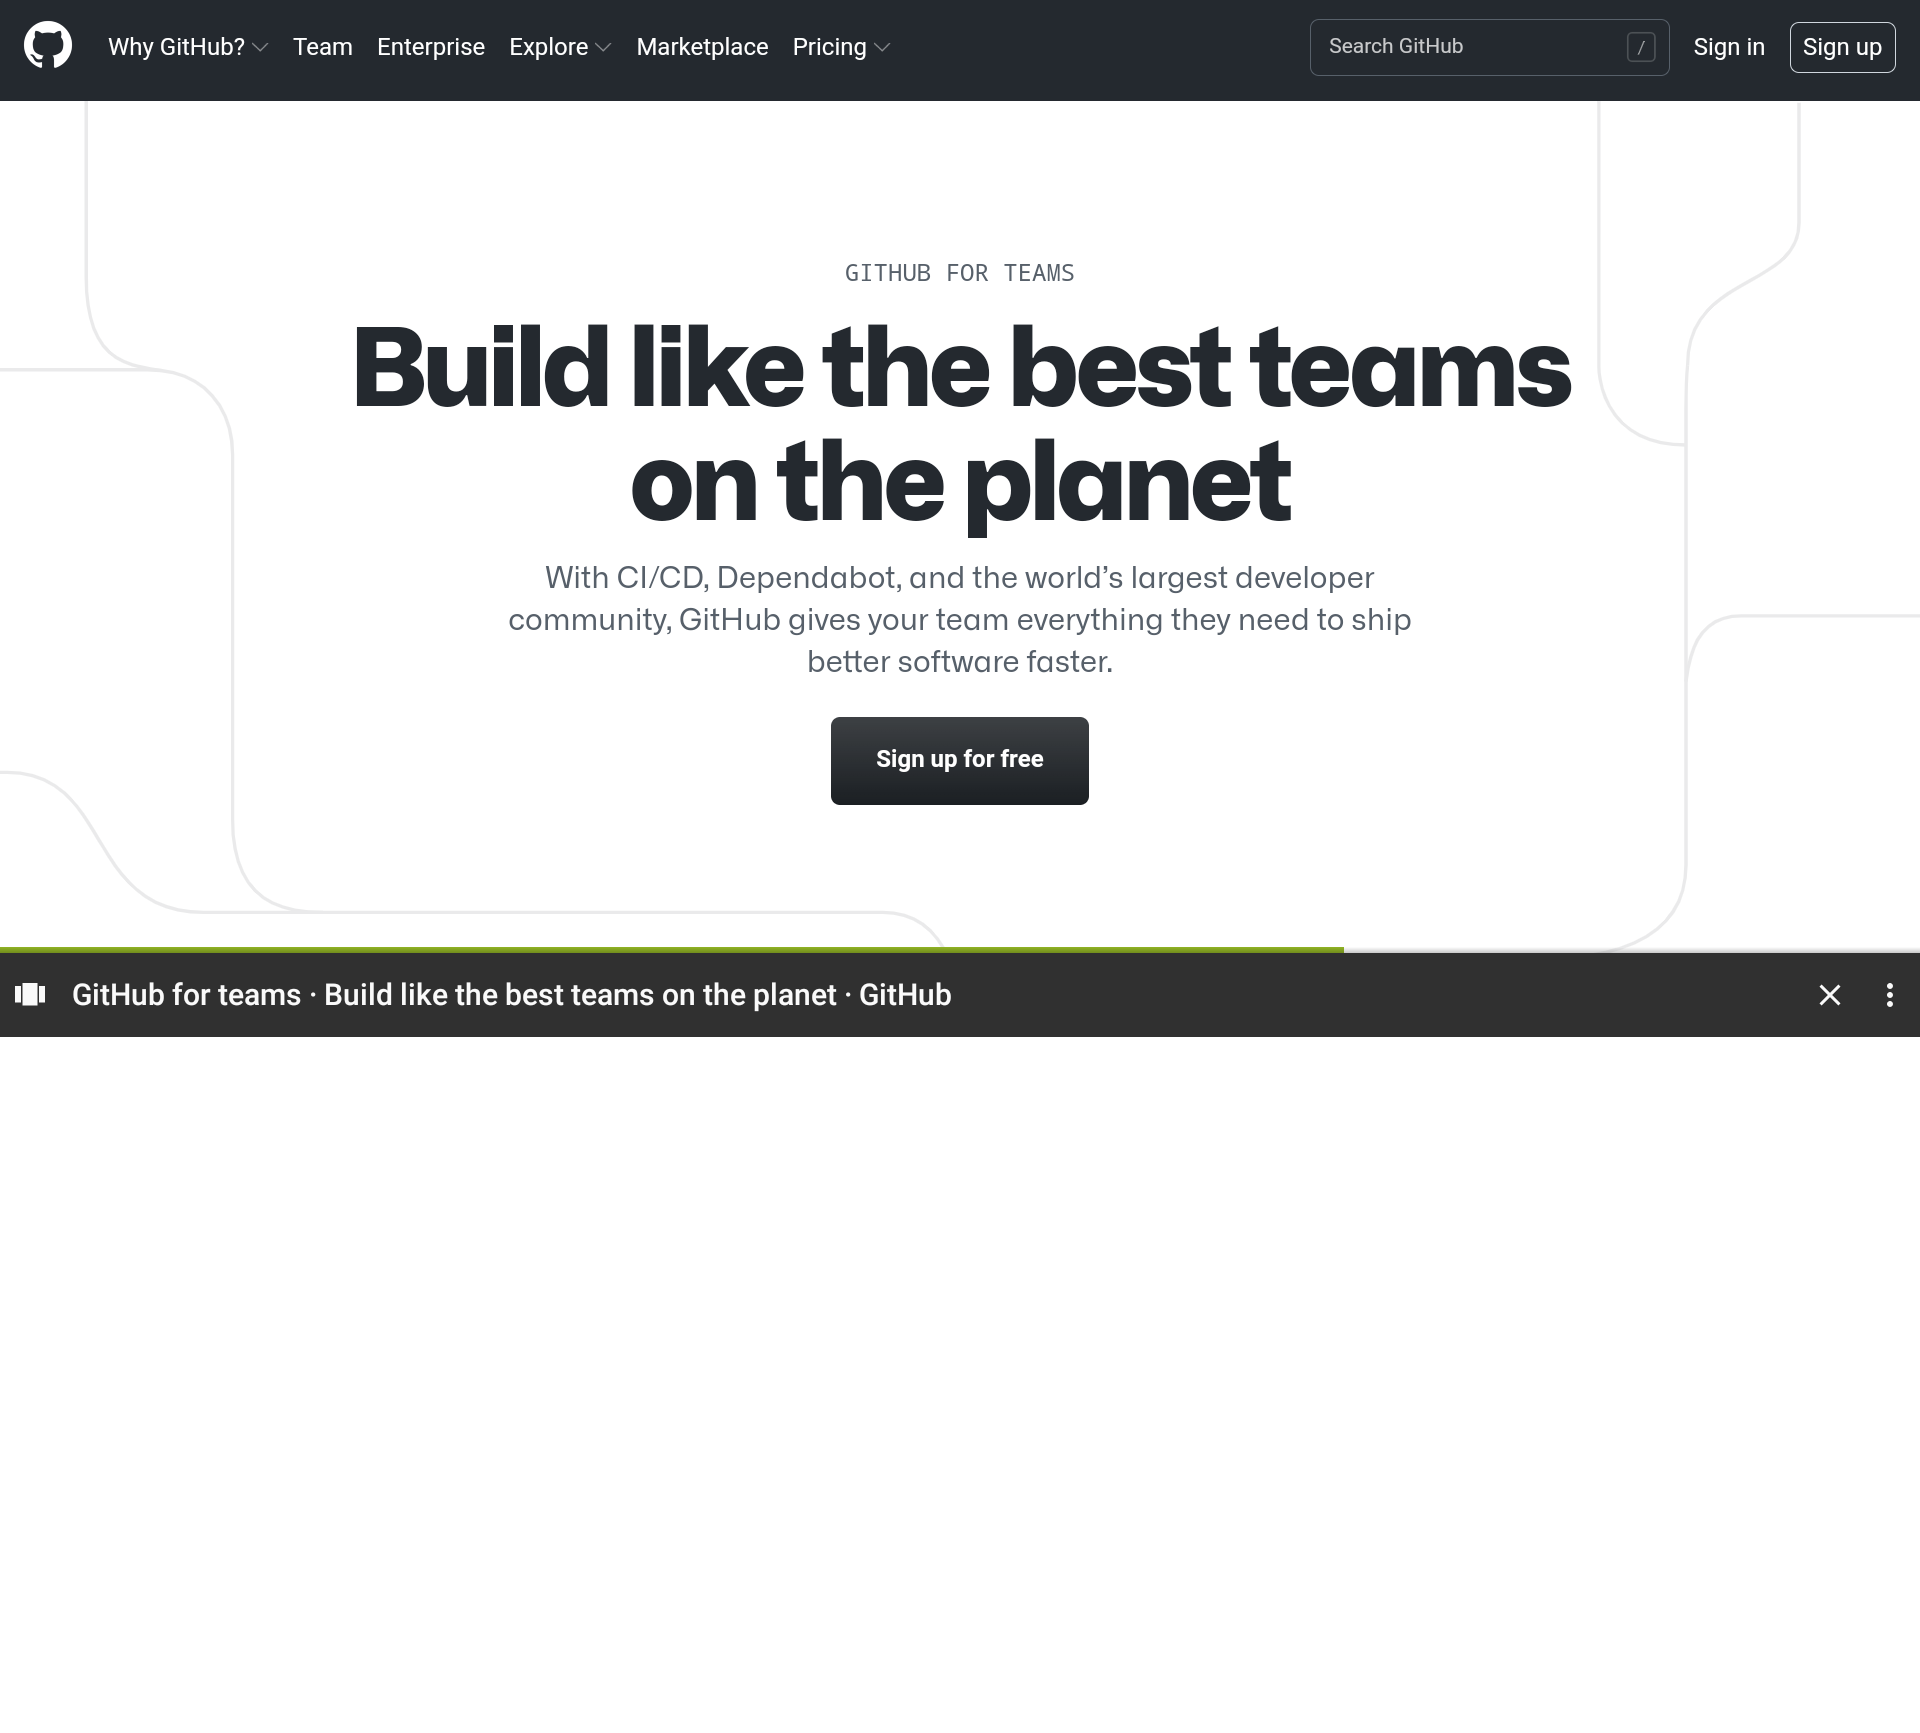 Why GitHub? Team Enterprise Explore Marketplace Pricing Search GitHub / Sign in Sign up
GITHUB FOR TEAMS
Build like the best teams
on the planet
With CI/CD, Dependabot, and the world’s largest developer
community, GitHub gives your team everything they need to ship
better software faster.
Sign up for free
GitHub for teams · Build like the best teams on the planet · GitHub